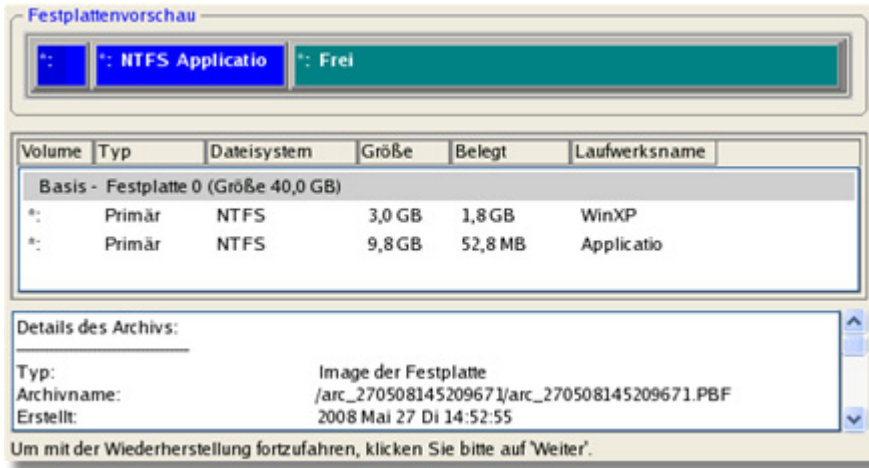 Festplattenvorschau
*: *: NTFS Applicatio *: Frei
Volume Typ Dateisystem Größe Belegt Laufwerksname
Basis - Festplatte 0 (Größe 40,0 GB)
*: Primär NTFS 3,0 GB 1,8 GB WinXP
*: Primär NTFS 9,8 GB 52,8 MB Applicatio
Details des Archivs:
Typ: Image der Festplatte
Archivname: /arc_270508145209671/arc_270508145209671.PBF
Erstellt: 2008 Mai 27 Di 14:52:55
Um mit der Wiederherstellung fortzufahren, klicken Sie bitte auf 'Weiter'.